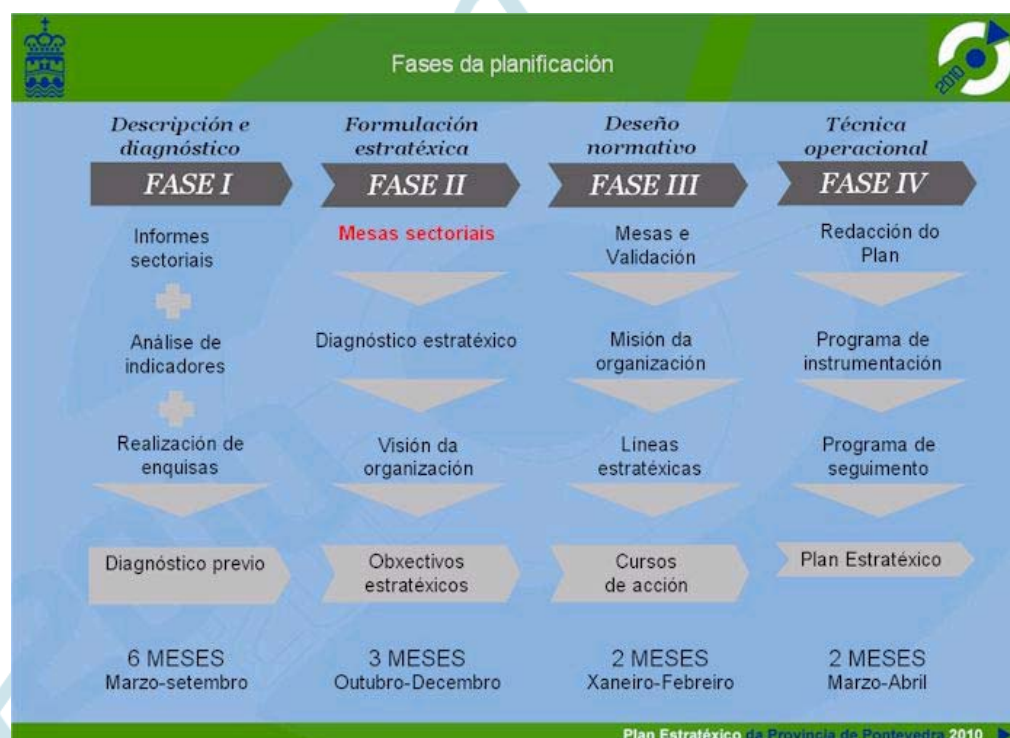 Fases da planificación
2010
Descripción e
diagnóstico
FASE I
Informes
sectoriais
Análise de
indicadores
Realización de
enquisas
Diagnóstico previo
6 MESES
Marzo-setembro
Formulación
estratéxica
FASE II
Mesas sectoriais
Diagnóstico estratéxico
Visión da
organización
Obxectivos
estratéxicos
3 MESES
Outubro-Decembro
Deseño
normativo
FASE III
Mesas e
Validación
Misión da
organización
Líneas
estratéxicas
Cursos
de acción
2 MESES
Xaneiro-Febreiro
Técnica
operacional
FASE IV
Redacción do
Plan
Programa de
instrumentación
Programa de
seguimento
Plan Estratéxico
2 MESES
Marzo-Abril
Plan Estratéxico da Provincia de Pontevedra 2010